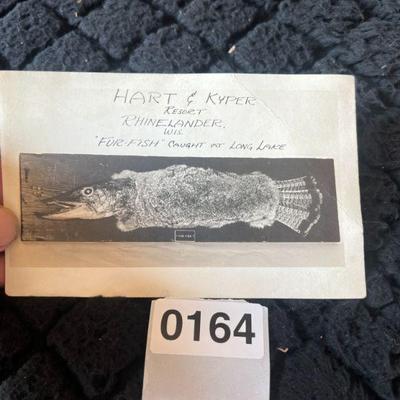 HART & KYPER
RESORT
RHINELANDER,
WIS.
"FUR-FISH" CAUGHT AT LONG LAKE
0164